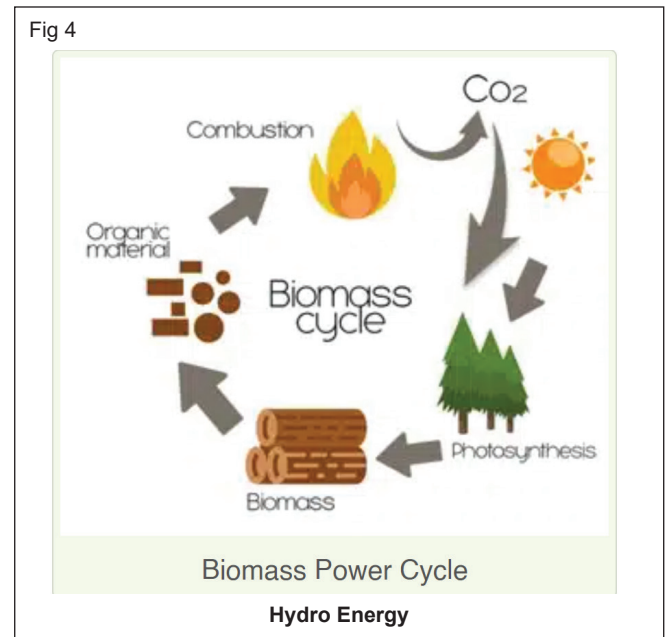 Fig 4
Co2
Combustion
Organic
material
Biomass
cycle
Photosynthesis
Biomass
Biomass Power Cycle
Hydro Energy